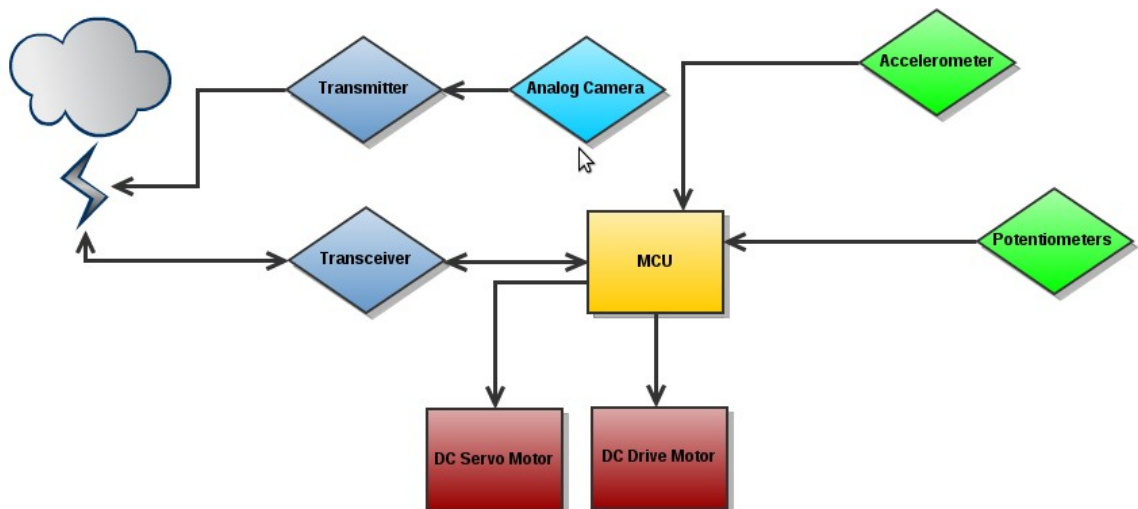 Accelerometer
Transmitter
Analog Camera
Potentiometers
Transceiver
MCU
DC Servo Motor
DC Drive Motor